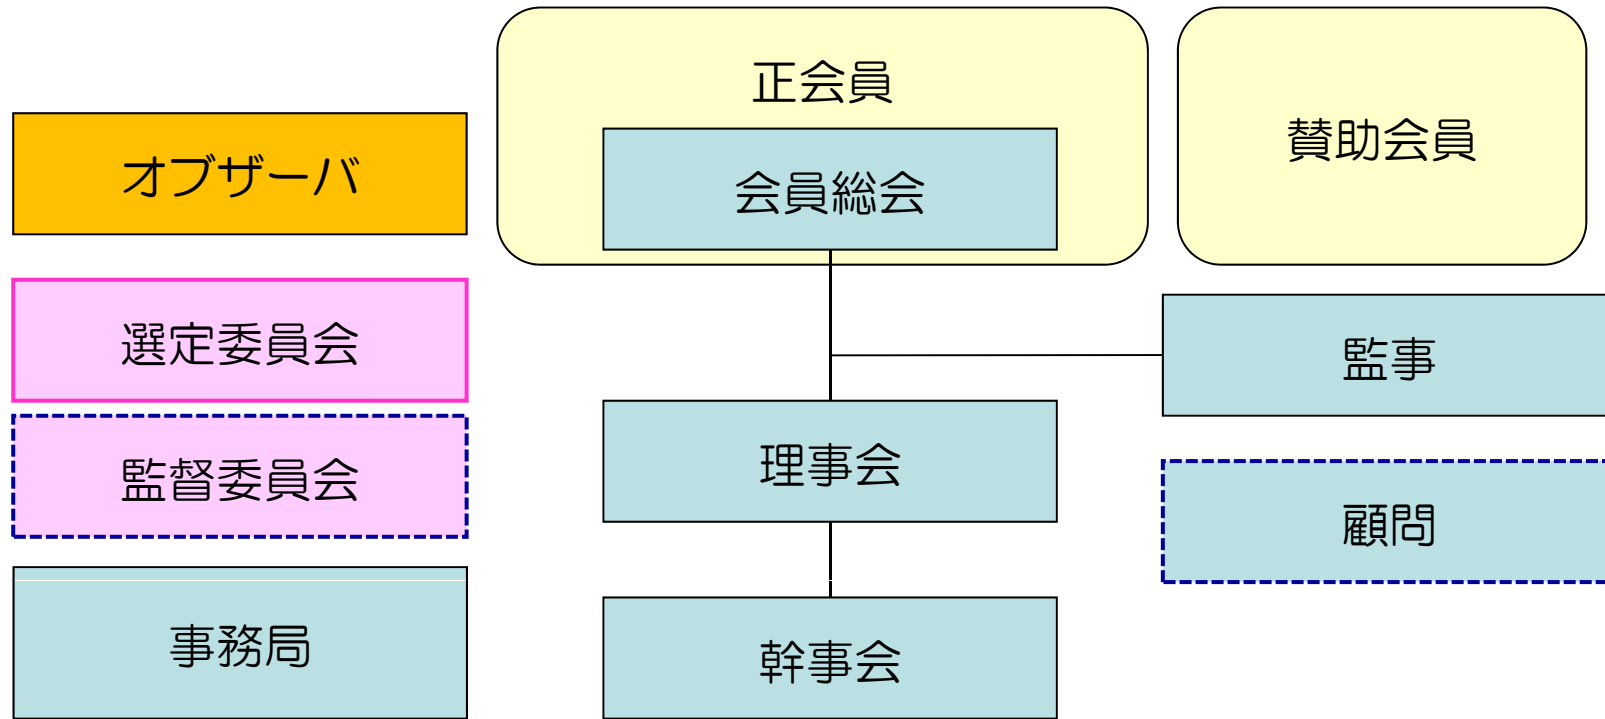 正会員
賛助会員
オブザーバ
会員総会
選定委員会
監事
監督委員会
理事会
顧問
事務局
幹事会